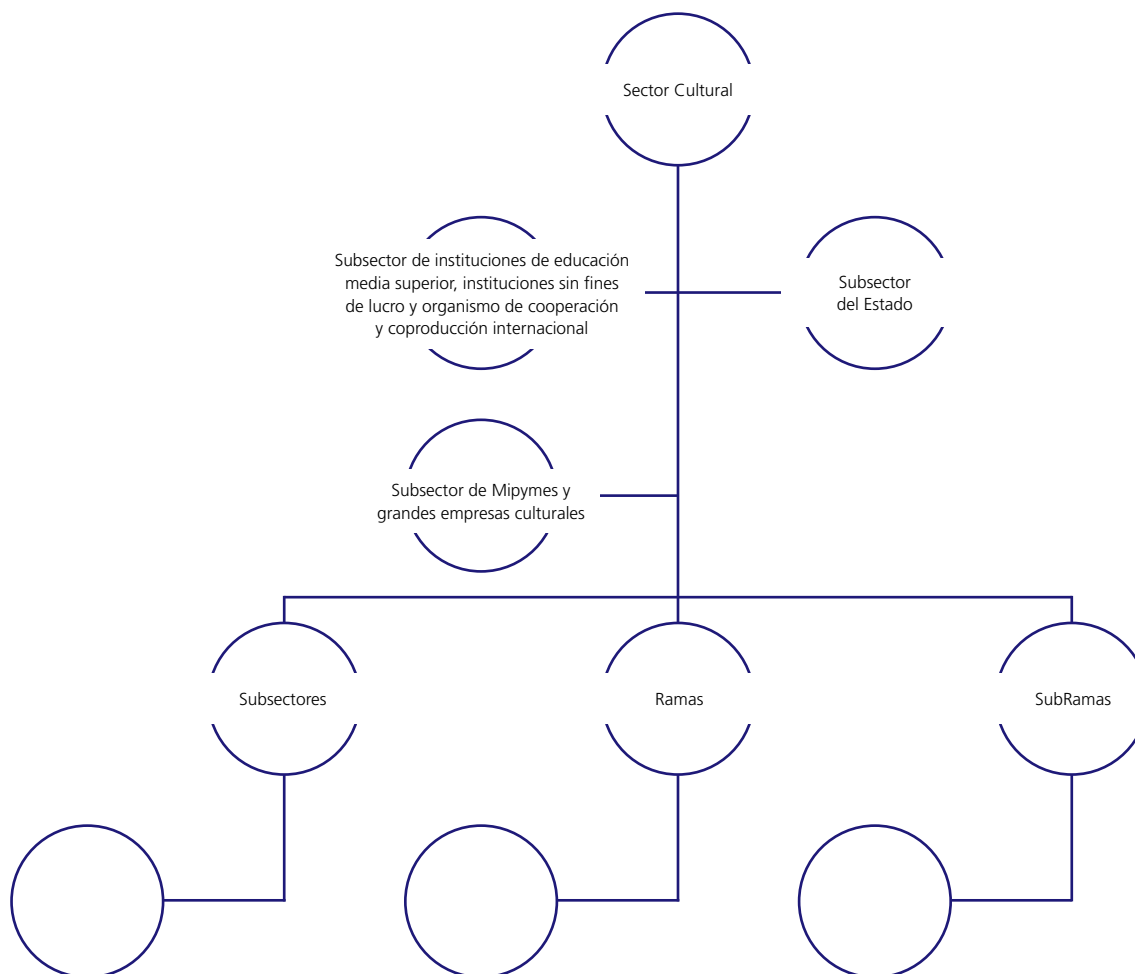 Sector Cultural
Subsector de instituciones de educación
media superior, instituciones sin fines
de lucro y organismo de cooperación
y coproducción internacional
Subsector
del Estado
Subsector de Mipymes y
grandes empresas culturales
Subsectores
Ramas
SubRamas